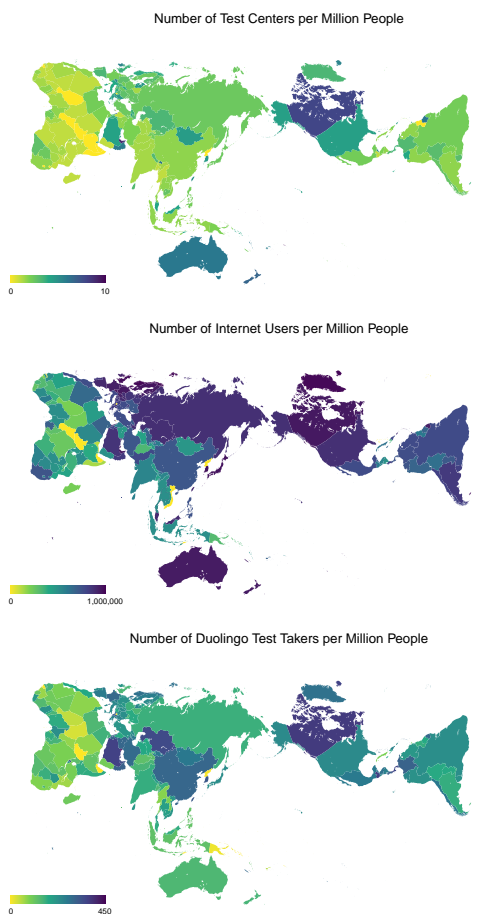 Number of Test Centers per Million People
0 10
Number of Internet Users per Million People
0 1,000,000
Number of Duolingo Test Takers per Million People
0 450